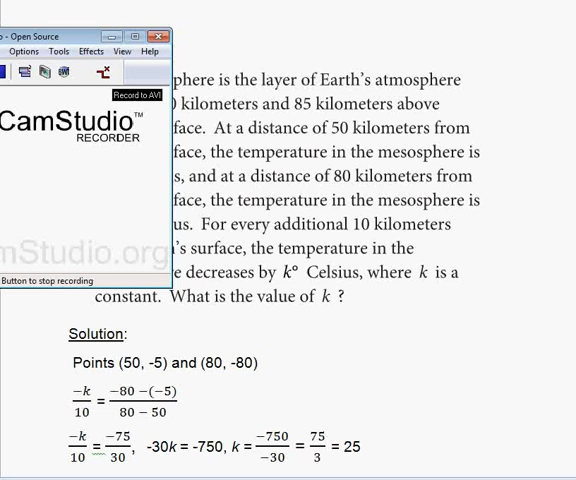 - Open Source
Options Tools Effects View Help
Record to AVI
CamStudio™
RECORDER
mStudio.org
Button to stop recording
phere is the layer of Earth's atmosphere
0 kilometers and 85 kilometers above
face. At a distance of 50 kilometers from
face, the temperature in the mesosphere is
s, and at a distance of 80 kilometers from
face, the temperature in the mesosphere is
us. For every additional 10 kilometers
's surface, the temperature in the
e decreases by k° Celsius, where k is a
constant. What is the value of k ?
Solution:
Points (50, -5) and (80, -80)
−k/10 = −80 −(−5)/80 − 50
−k/10 = −75/30, -30k = -750, k = −750/−30 = 75/3 = 25